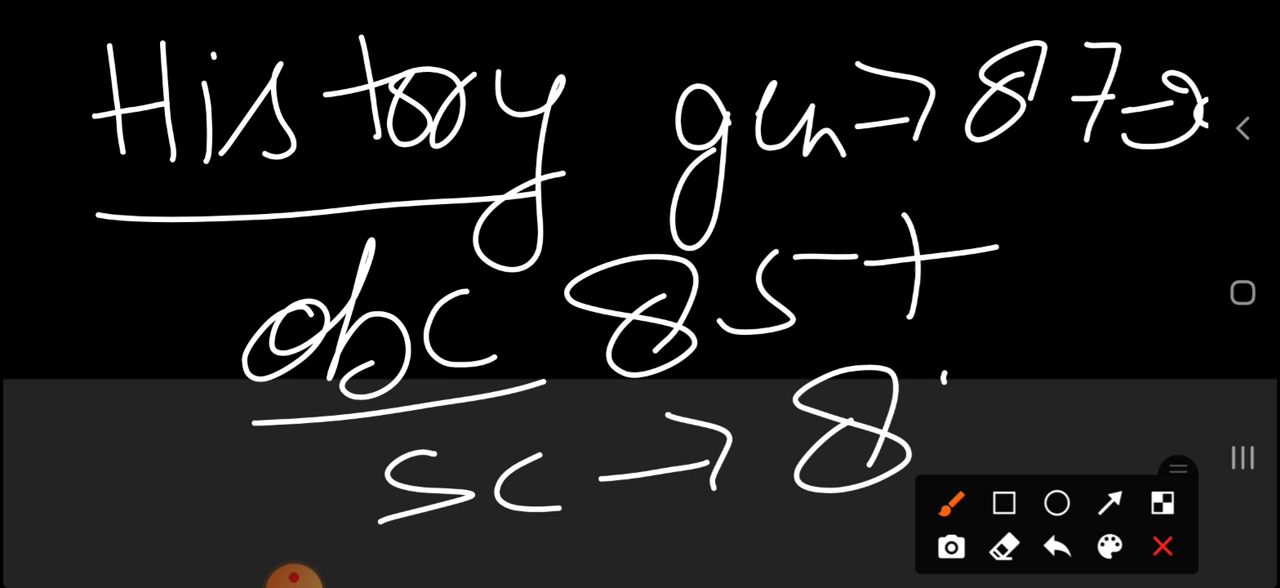 History gen → 87-
obc 85 - +
sc → 8